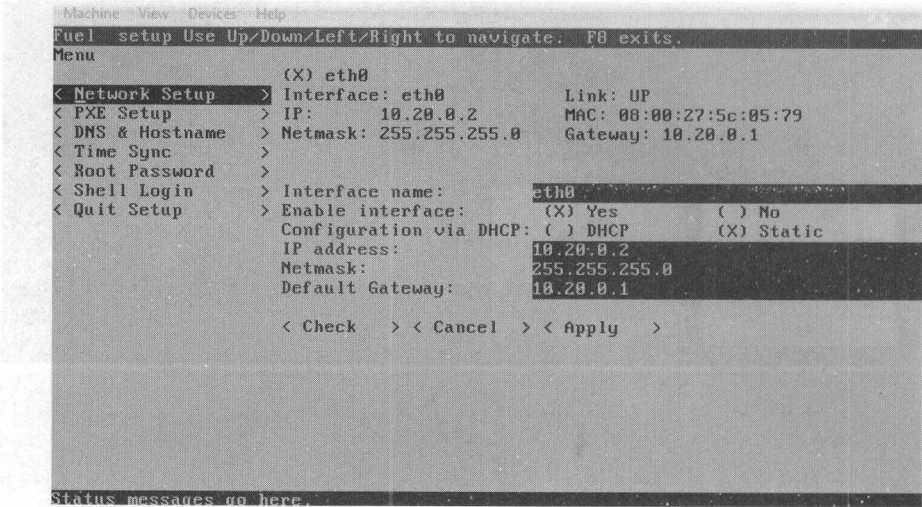 Machine View Devices Help
Fuel setup Use Up/Down/Left/Right to navigate. F8 exits.
Menu
(X) eth0
< Network Setup > Interface: eth0 Link: UP
< PXE Setup > IP: 10.20.0.2 MAC: 08:00:27:5c:05:79
< DNS & Hostname > Netmask: 255.255.255.0 Gateway: 10.20.0.1
< Time Sync >
< Root Password >
< Shell Login > Interface name: eth0
< Quit Setup > Enable interface: (X) Yes ( ) No
Configuration via DHCP: ( ) DHCP (X) Static
IP address: 10.20.0.2
Netmask: 255.255.255.0
Default Gateway: 10.20.0.1
< Check > < Cancel > < Apply >
Status messages go here.